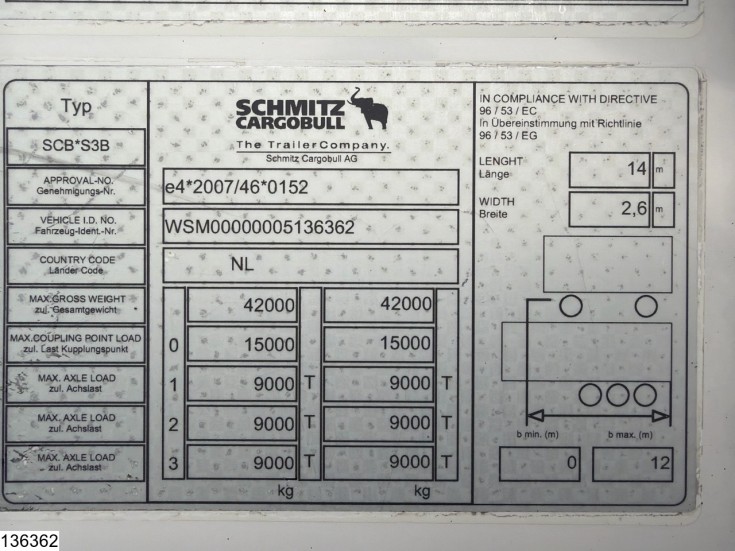 Typ
SCB*S3B
APPROVAL-NO.
Genehmigungs-Nr.
VEHICLE I.D. NO.
Fahrzeug-Ident.-Nr.
COUNTRY CODE
Länder Code
MAX.GROSS WEIGHT
zul. Gesamtgewicht
MAX.COUPLING POINT LOAD
zul. Last Kupplungspunkt
MAX. AXLE LOAD
zul. Achslast
MAX. AXLE LOAD
zul. Achslast
MAX. AXLE LOAD
zul. Achslast
SCHMITZ
CARGOBULL
The TrailerCompany.
Schmitz Cargobull AG
e4*2007/46*0152
WSM00000005136362
NL
42000 42000
0 15000 15000
1 9000 T 9000 T
2 9000 T 9000 T
3 9000 T 9000 T
kg kg
IN COMPLIANCE WITH DIRECTIVE
96 / 53 / EC
In Übereinstimmung mit Richtlinie
96 / 53 / EG
LENGHT
Länge
14 m
WIDTH
Breite
2,6 m
b min. (m) b max. (m)
0 12
136362